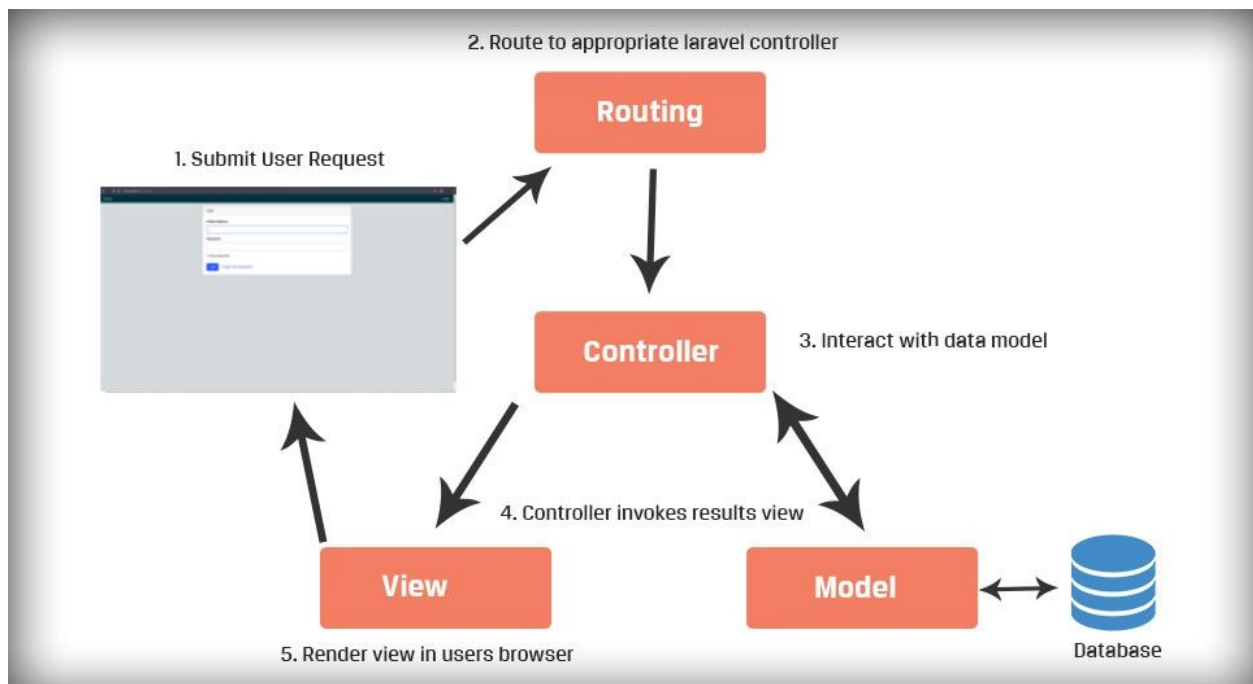 2. Route to appropriate laravel controller
Routing
1. Submit User Request
Controller
3. Interact with data model
4. Controller invokes results view
View
Model
5. Render view in users browser
Database